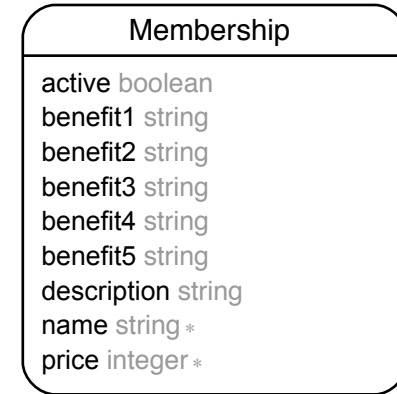 Membership
active boolean
benefit1 string
benefit2 string
benefit3 string
benefit4 string
benefit5 string
description string
name string *
price integer *